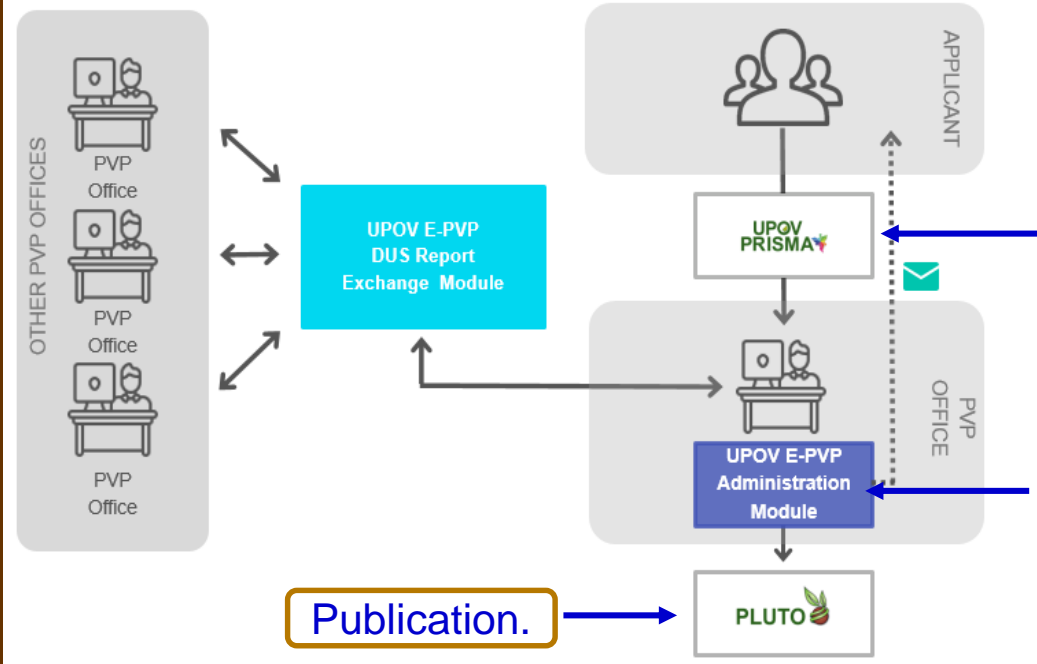 OTHER PVP OFFICES
PVP
Office
PVP
Office
PVP
Office
UPOV E-PVP
DUS Report
Exchange Module
APPLICANT
UPOV
PRISMA
PVP
OFFICE
UPOV E-PVP
Administration
Module
Publication.
PLUTO